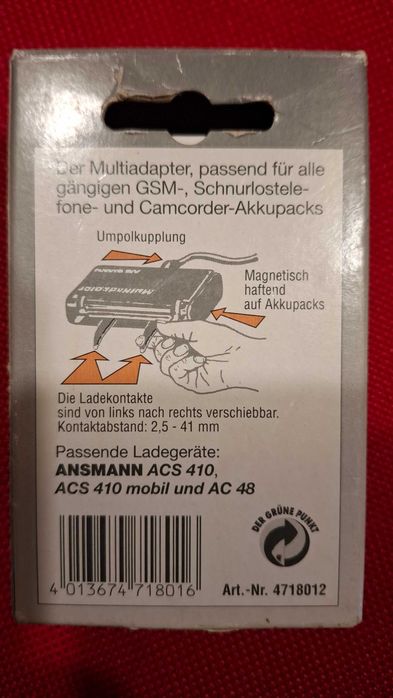 Der Multiadapter, passend für alle
gängigen GSM-, Schnurlostele-
fone- und Camcorder-Akkupacks
Umpolkupplung
Magnetisch
haftend
auf Akkupacks
ANSMANN
Multiadapter
Die Ladekontakte
sind von links nach rechts verschiebbar.
Kontaktabstand: 2,5 - 41 mm
Passende Ladegeräte:
ANSMANN ACS 410,
ACS 410 mobil und AC 48
DER GRÜNE PUNKT
4 013674 718016
Art.-Nr. 4718012